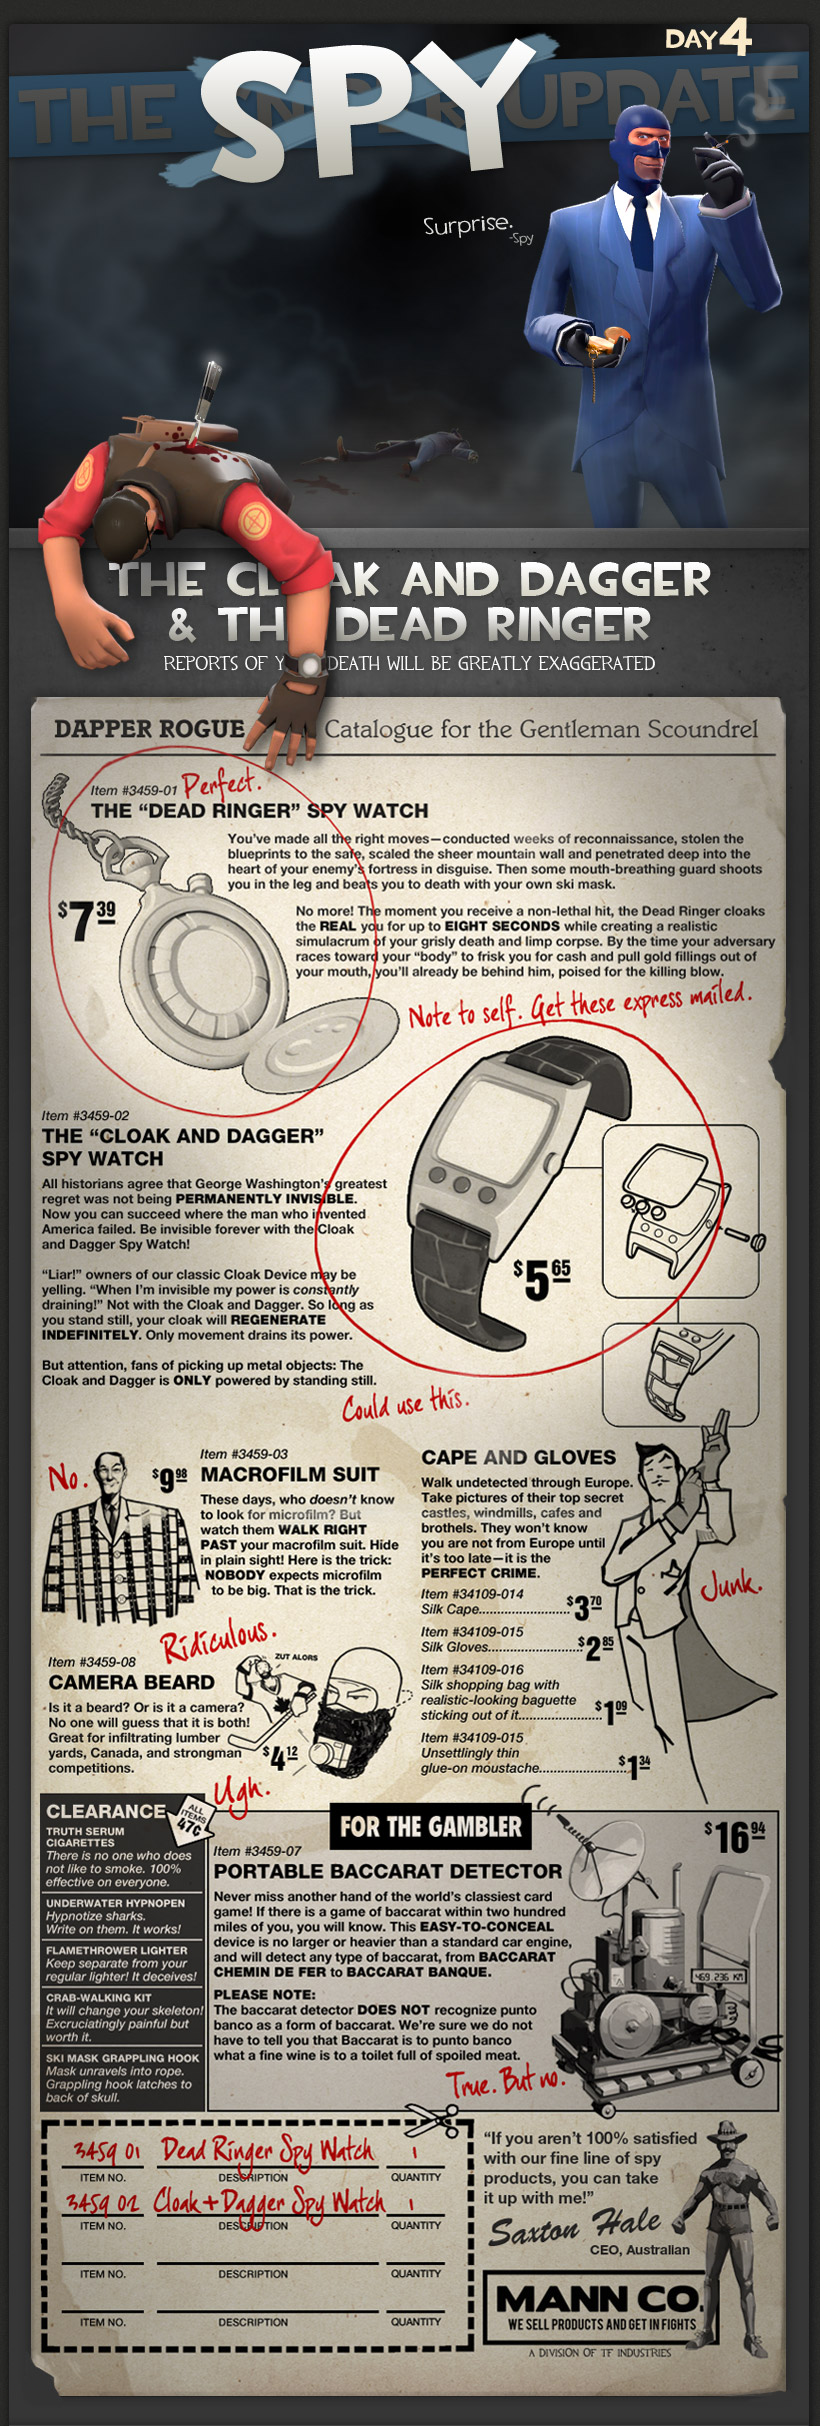 DAY 4
THE SNIPER UPDATE
SPY
Surprise.
-Spy
THE CLOAK AND DAGGER
& THE DEAD RINGER
REPORTS OF Y DEATH WILL BE GREATLY EXAGGERATED
DAPPER ROGUE Catalogue for the Gentleman Scoundrel
Item #3459-01 Perfect.
THE “DEAD RINGER” SPY WATCH
You've made all the right moves—conducted weeks of reconnaissance, stolen the
blueprints to the safe, scaled the sheer mountain wall and penetrated deep into the
heart of your enemy's fortress in disguise. Then some mouth-breathing guard shoots
you in the leg and beats you to death with your own ski mask.
$7 39
No more! The moment you receive a non-lethal hit, the Dead Ringer cloaks
the REAL you for up to EIGHT SECONDS while creating a realistic
simulacrum of your grisly death and limp corpse. By the time your adversary
races toward your “body” to frisk you for cash and pull gold fillings out of
your mouth, you'll already be behind him, poised for the killing blow.
Note to self. Get these express mailed.
Item #3459-02
THE “CLOAK AND DAGGER”
SPY WATCH
All historians agree that George Washington's greatest
regret was not being PERMANENTLY INVISIBLE.
Now you can succeed where the man who invented
America failed. Be invisible forever with the Cloak
and Dagger Spy Watch!
$5 65
“Liar!” owners of our classic Cloak Device may be
yelling. “When I'm invisible my power is constantly
draining!” Not with the Cloak and Dagger. So long as
you stand still, your cloak will REGENERATE
INDEFINITELY. Only movement drains its power.
But attention, fans of picking up metal objects: The
Cloak and Dagger is ONLY powered by standing still.
Could use this.
No.
$9 98
Item #3459-03
MACROFILM SUIT
These days, who doesn't know
to look for microfilm? But
watch them WALK RIGHT
PAST your macrofilm suit. Hide
in plain sight! Here is the trick:
NOBODY expects microfilm
to be big. That is the trick.
CAPE AND GLOVES
Walk undetected through Europe.
Take pictures of their top secret
castles, windmills, cafes and
brothels. They won't know
you are not from Europe until
it's too late—it is the
PERFECT CRIME.
Item #34109-014
Silk Cape.......................... $3 70
Item #34109-015
Silk Gloves.......................... $2 85
Item #34109-016
Silk shopping bag with
realistic-looking baguette
sticking out of it....................... $1 09
Item #34109-015
Unsettlingly thin
glue-on moustache....................... $1 34
Junk.
Ridiculous.
Item #3459-08
CAMERA BEARD
Is it a beard? Or is it a camera?
No one will guess that it is both!
Great for infiltrating lumber
yards, Canada, and strongman
competitions.
ZUT ALORS
$4 12
Ugh.
CLEARANCE
ALL
ITEMS
47¢
TRUTH SERUM
CIGARETTES
There is no one who does
not like to smoke. 100%
effective on everyone.
UNDERWATER HYPNOPEN
Hypnotize sharks.
Write on them. It works!
FLAMETHROWER LIGHTER
Keep separate from your
regular lighter! It deceives!
CRAB-WALKING KIT
It will change your skeleton!
Excruciatingly painful but
worth it.
SKI MASK GRAPPLING HOOK
Mask unravels into rope.
Grappling hook latches to
back of skull.
FOR THE GAMBLER
Item #3459-07
PORTABLE BACCARAT DETECTOR
$16 94
Never miss another hand of the world's classiest card
game! If there is a game of baccarat within two hundred
miles of you, you will know. This EASY-TO-CONCEAL
device is no larger or heavier than a standard car engine,
and will detect any type of baccarat, from BACCARAT
CHEMIN DE FER to BACCARAT BANQUE.
469.236 KM
PLEASE NOTE:
The baccarat detector DOES NOT recognize punto
banco as a form of baccarat. We're sure we do not
have to tell you that Baccarat is to punto banco
what a fine wine is to a toilet full of spoiled meat.
True. But no.
3459 01 Dead Ringer Spy Watch 1
ITEM NO. DESCRIPTION QUANTITY
3459 02 Cloak + Dagger Spy Watch 1
ITEM NO. DESCRIPTION QUANTITY
ITEM NO. DESCRIPTION QUANTITY
ITEM NO. DESCRIPTION QUANTITY
“If you aren't 100% satisfied
with our fine line of spy
products, you can take
it up with me!”
Saxton Hale
CEO, Australian
MANN CO.
WE SELL PRODUCTS AND GET IN FIGHTS
A DIVISION OF TF INDUSTRIES